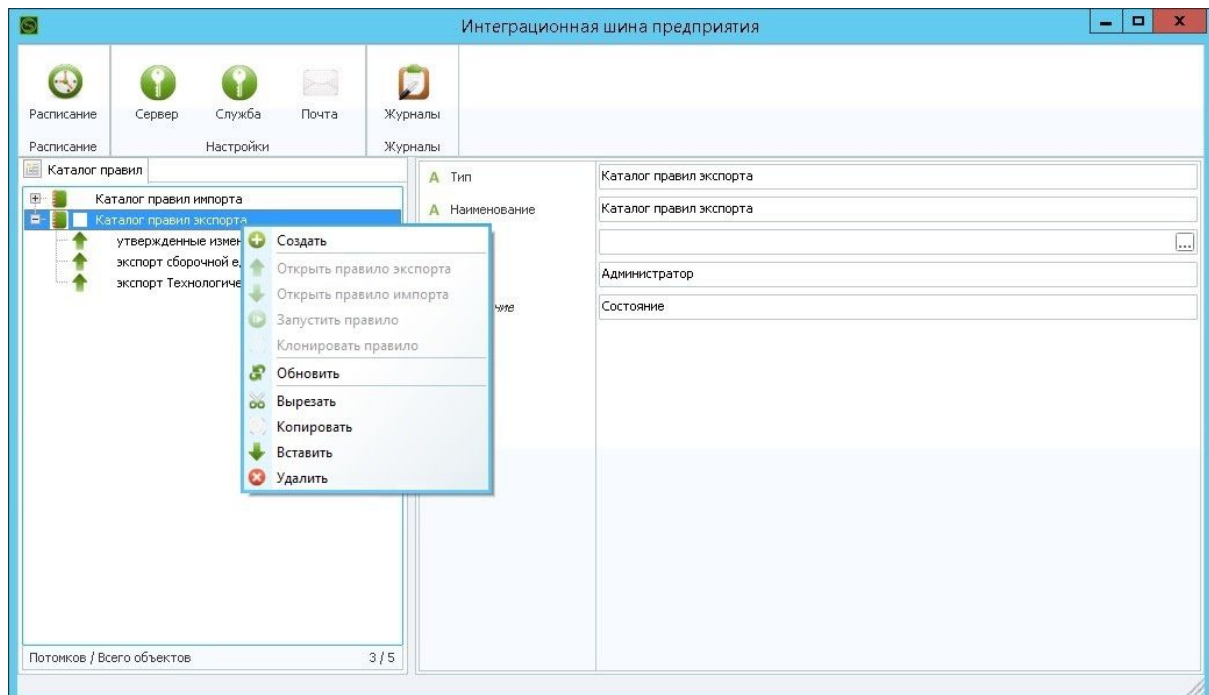 Интеграционная шина предприятия
Расписание
Сервер
Служба
Почта
Журналы
Расписание
Настройки
Журналы
Каталог правил
Каталог правил импорта
Каталог правил экспорта
утвержденные измен
экспорт сборочной е
экспорт Технологиче
Создать
Открыть правило экспорта
Открыть правило импорта
Запустить правило
Клонировать правило
Обновить
Вырезать
Копировать
Вставить
Удалить
Потомков / Всего объектов 3 / 5
A Тип
Каталог правил экспорта
A Наименование
Каталог правил экспорта
...
Администратор
ние
Состояние